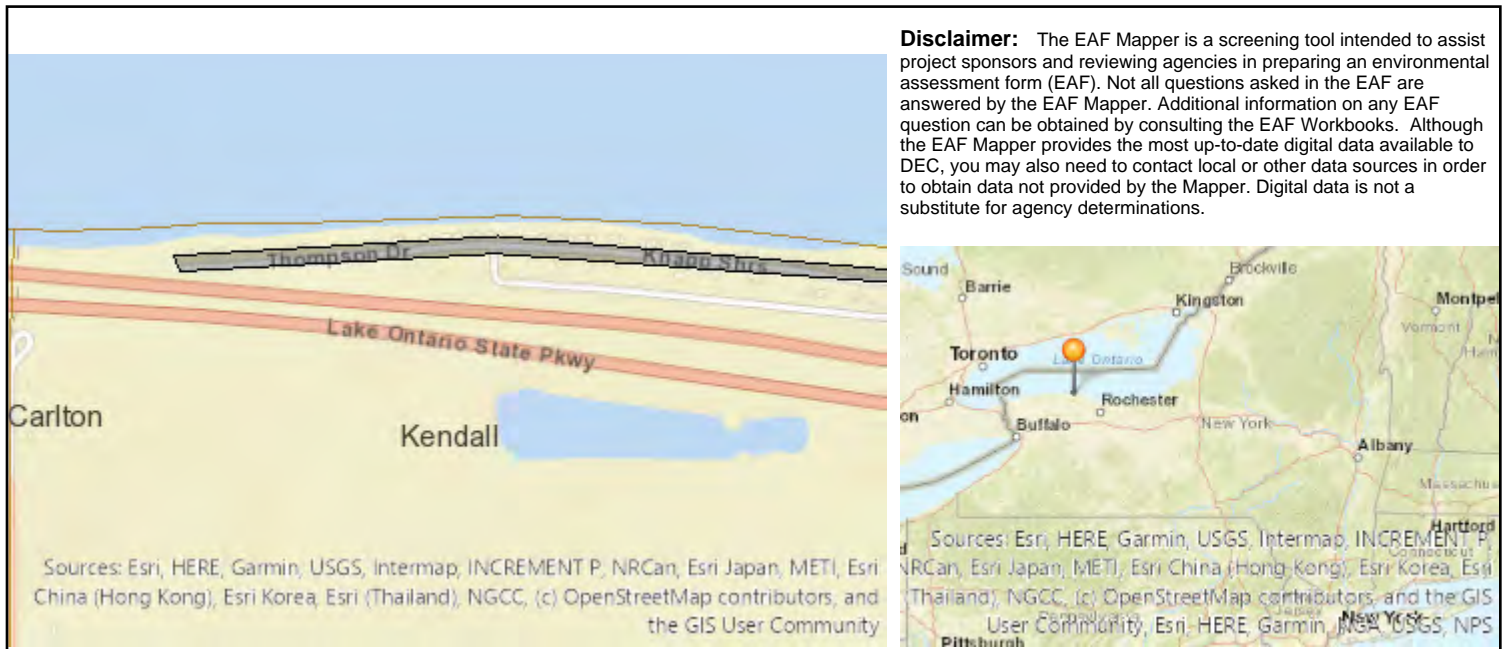 Disclaimer: The EAF Mapper is a screening tool intended to assist
project sponsors and reviewing agencies in preparing an environmental
assessment form (EAF). Not all questions asked in the EAF are
answered by the EAF Mapper. Additional information on any EAF
question can be obtained by consulting the EAF Workbooks. Although
the EAF Mapper provides the most up-to-date digital data available to
DEC, you may also need to contact local or other data sources in order
to obtain data not provided by the Mapper. Digital data is not a
substitute for agency determinations.
Thompson Dr
Knapp Shrs
Lake Ontario State Pkwy
Carlton
Kendall
Sources: Esri, HERE, Garmin, USGS, Intermap, INCREMENT P, NRCan, Esri Japan, METI, Esri
China (Hong Kong), Esri Korea, Esri (Thailand), NGCC, (c) OpenStreetMap contributors, and
the GIS User Community
Sound
Barrie
Brockville
Kingston
Montpel
Vermont
Toronto
Lake Ontario
Hamilton
Rochester
on
Buffalo
New York
Albany
Massachus
Hartford
Connecticut
Sources: Esri, HERE, Garmin, USGS, Intermap, INCREMENT P,
NRCan, Esri Japan, METI, Esri China (Hong Kong), Esri Korea, Esri
(Thailand), NGCC, (c) OpenStreetMap contributors, and the GIS
User Community, Esri, HERE, Garmin, NGA, USGS, NPS
Pennsylvania
New York
Pittsburgh